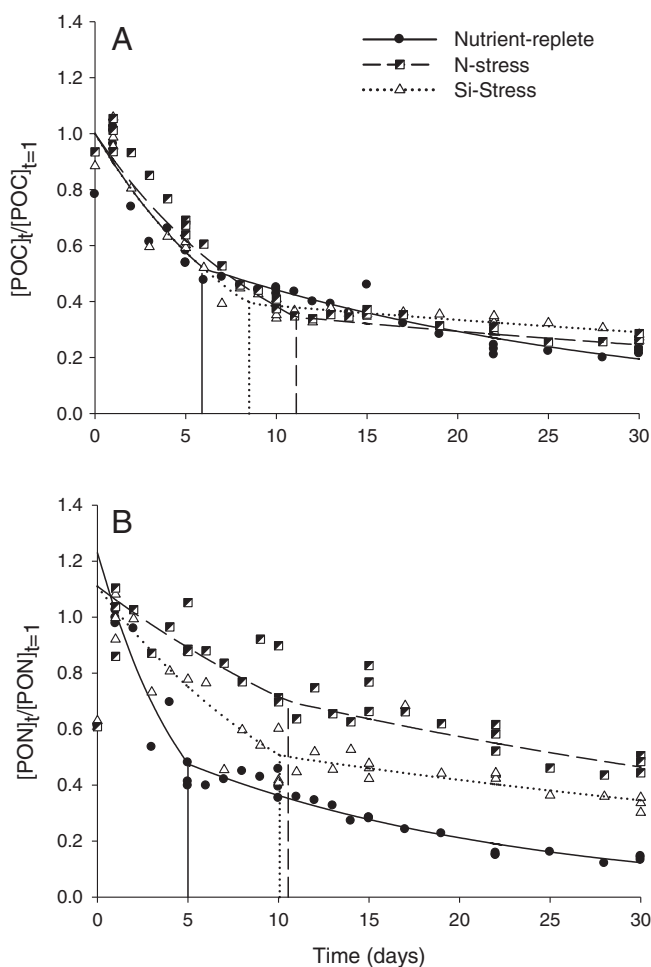 A
Nutrient-replete
N-stress
Si-Stress
[POC]t/[POC]t=1
1.4
1.2
1.0
0.8
0.6
0.4
0.2
0.0
0 5 10 15 20 25 30
B
[PON]t/[PON]t=1
1.4
1.2
1.0
0.8
0.6
0.4
0.2
0.0
0 5 10 15 20 25 30
Time (days)